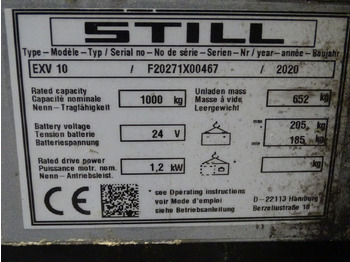 STILL
Type – Modèle – Typ / Serial no – No de série – Serien – Nr / year – année – Baujahr
EXV 10 / F20271X00467 / 2020
Rated capacity
Capacité nominale
Nenn – Tragfähigkeit
1000 kg
Unladen mass
Masse à vide
Leergewicht
652 kg
Battery voltage
Tension batterie
Batteriespannung
24 V
205 kg
185 kg
Rated drive power
Puissance motr. nom.
Nenn – Antriebsleist.
1,2 kW
kg
CE
* see Operating instructions
voir Mode d'emploi
siehe Betriebsanleitung
D – 22113 Hamburg
Berzeliusstraße 10